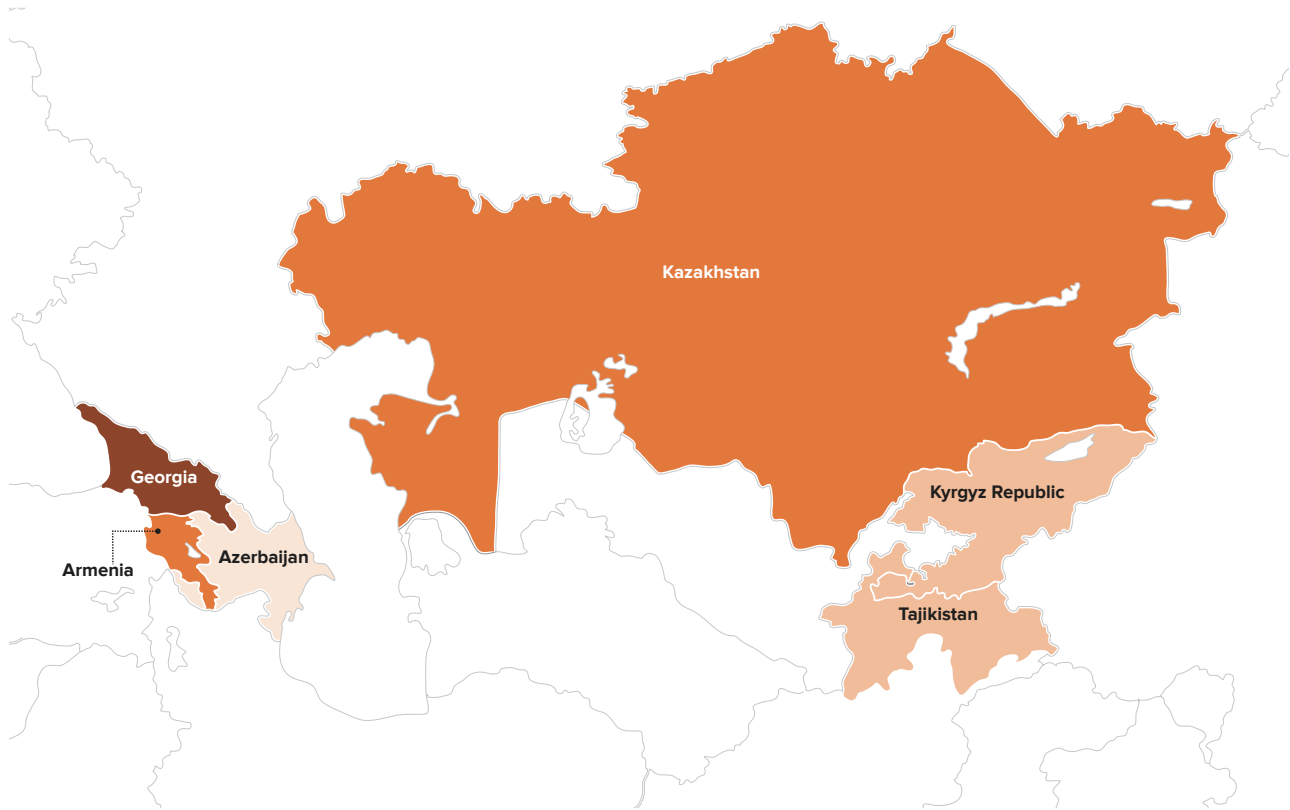 Kazakhstan
Georgia
Kyrgyz Republic
Azerbaijan
Armenia
Tajikistan